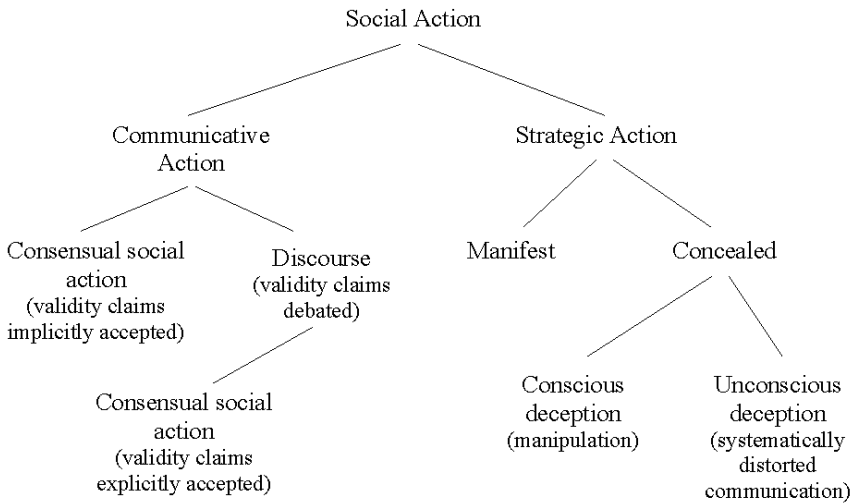 Social Action
Communicative
Action
Strategic Action
Consensual social
action
(validity claims
implicitly accepted)
Discourse
(validity claims
debated)
Manifest
Concealed
Consensual social
action
(validity claims
explicitly accepted)
Conscious
deception
(manipulation)
Unconscious
deception
(systematically
distorted
communication)